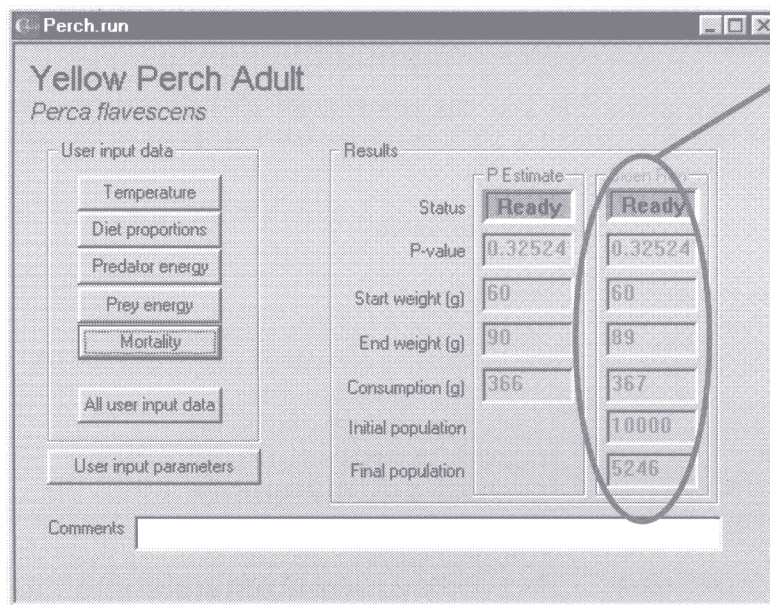 Perch.run
Yellow Perch Adult
Perca flavescens
User input data
Temperature
Diet proportions
Predator energy
Prey energy
Mortality
All user input data
User input parameters
Results
P Estimate
Status Ready Ready
P-value 0.32524 0.32524
Start weight (g) 60 60
End weight (g) 90 89
Consumption (g) 366 367
Initial population 10000
Final population 5246
Comments